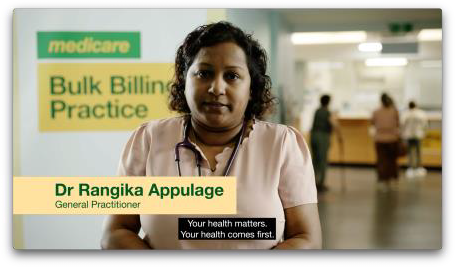 medicare
Bulk Billing
Practice
Dr Rangika Appulage
General Practitioner
Your health matters.
Your health comes first.